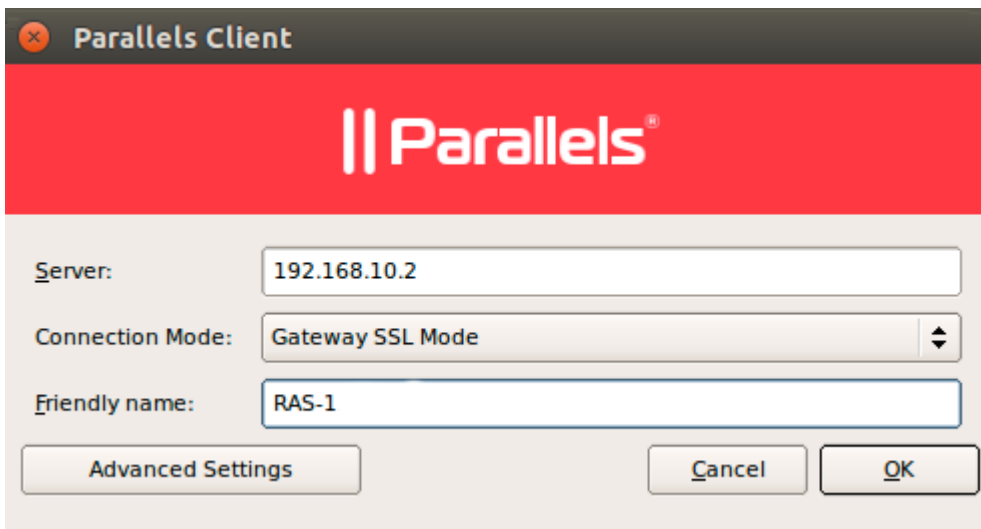 Parallels Client
Parallels®
Server: 192.168.10.2
Connection Mode: Gateway SSL Mode
Friendly name: RAS-1
Advanced Settings Cancel OK